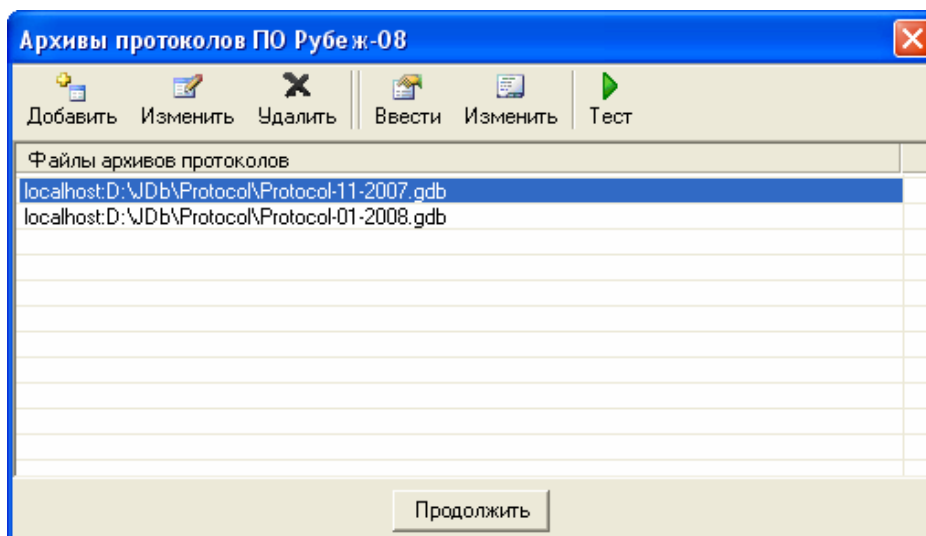 Архивы протоколов ПО Рубеж-08
Добавить Изменить Удалить Ввести Изменить Тест
Файлы архивов протоколов
localhost:D:\JDb\Protocol\Protocol-11-2007.gdb
localhost:D:\JDb\Protocol\Protocol-01-2008.gdb
Продолжить